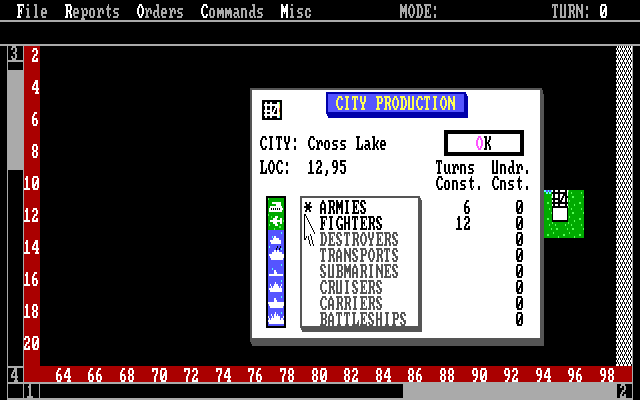 File Reports Orders Commands Misc MODE: TURN: 0
3
2
4
6
8
10
12
14
16
18
20
CITY PRODUCTION
CITY: Cross Lake OK
LOC: 12,95 Turns Undr.
Const. Cnst.
* ARMIES 6 0
FIGHTERS 12 0
DESTROYERS 0
TRANSPORTS 0
SUBMARINES 0
CRUISERS 0
CARRIERS 0
BATTLESHIPS 0
4 64 66 68 70 72 74 76 78 80 82 84 86 88 90 92 94 96 98
1 2